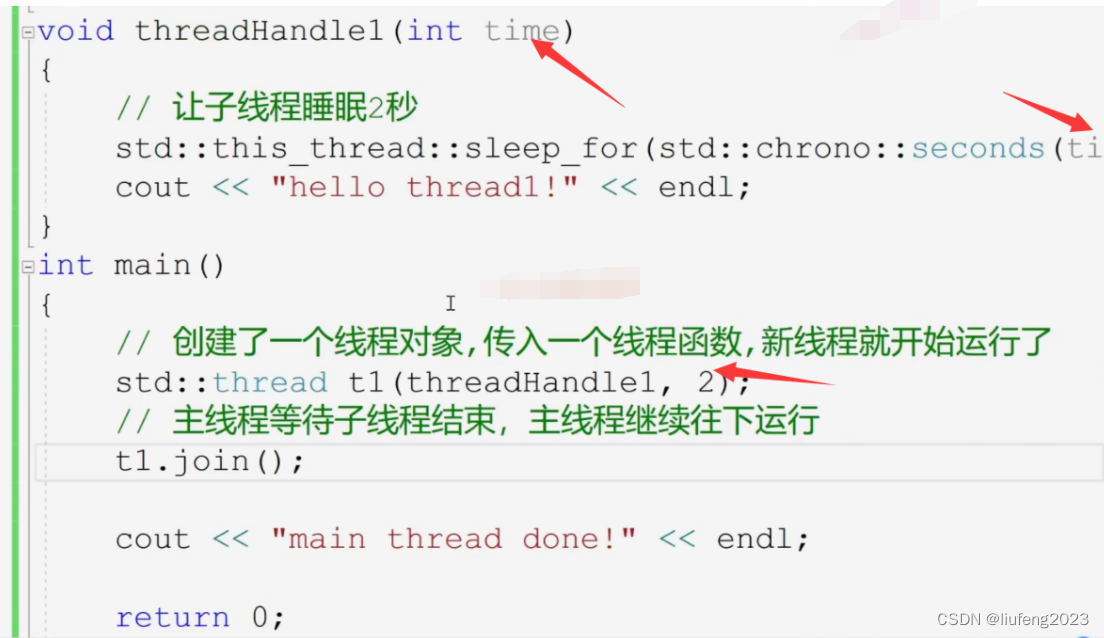 void threadHandle1(int time)
{
// 让子线程睡眠2秒
std::this_thread::sleep_for(std::chrono::seconds(ti
cout << "hello thread1!" << endl;
}
int main()
{
// 创建了一个线程对象,传入一个线程函数,新线程就开始运行了
std::thread t1(threadHandle1, 2);
// 主线程等待子线程结束，主线程继续往下运行
t1.join();
cout << "main thread done!" << endl;
return 0;
CSDN @liufeng2023